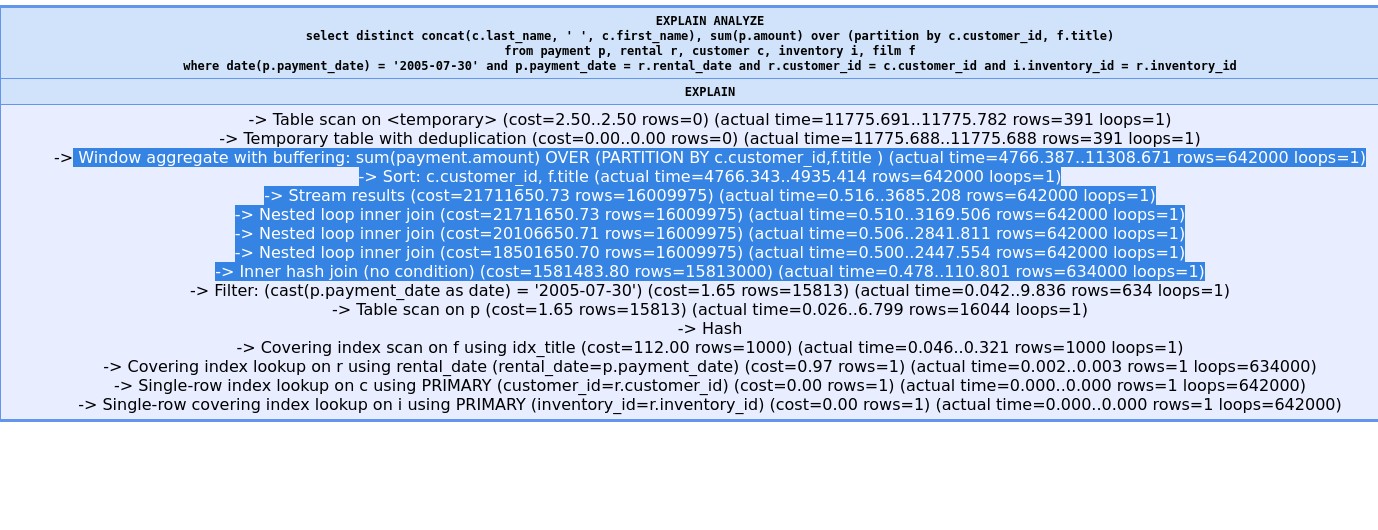 EXPLAIN ANALYZE
select distinct concat(c.last_name, ' ', c.first_name), sum(p.amount) over (partition by c.customer_id, f.title)
from payment p, rental r, customer c, inventory i, film f
where date(p.payment_date) = '2005-07-30' and p.payment_date = r.rental_date and r.customer_id = c.customer_id and i.inventory_id = r.inventory_id
EXPLAIN
-> Table scan on <temporary> (cost=2.50..2.50 rows=0) (actual time=11775.691..11775.782 rows=391 loops=1)
-> Temporary table with deduplication (cost=0.00..0.00 rows=0) (actual time=11775.688..11775.688 rows=391 loops=1)
-> Window aggregate with buffering: sum(payment.amount) OVER (PARTITION BY c.customer_id,f.title ) (actual time=4766.387..11308.671 rows=642000 loops=1)
-> Sort: c.customer_id, f.title (actual time=4766.343..4935.414 rows=642000 loops=1)
-> Stream results (cost=21711650.73 rows=16009975) (actual time=0.516..3685.208 rows=642000 loops=1)
-> Nested loop inner join (cost=21711650.73 rows=16009975) (actual time=0.510..3169.506 rows=642000 loops=1)
-> Nested loop inner join (cost=20106650.71 rows=16009975) (actual time=0.506..2841.811 rows=642000 loops=1)
-> Nested loop inner join (cost=18501650.70 rows=16009975) (actual time=0.500..2447.554 rows=642000 loops=1)
-> Inner hash join (no condition) (cost=1581483.80 rows=15813000) (actual time=0.478..110.801 rows=634000 loops=1)
-> Filter: (cast(p.payment_date as date) = '2005-07-30') (cost=1.65 rows=15813) (actual time=0.042..9.836 rows=634 loops=1)
-> Table scan on p (cost=1.65 rows=15813) (actual time=0.026..6.799 rows=16044 loops=1)
-> Hash
-> Covering index scan on f using idx_title (cost=112.00 rows=1000) (actual time=0.046..0.321 rows=1000 loops=1)
-> Covering index lookup on r using rental_date (rental_date=p.payment_date) (cost=0.97 rows=1) (actual time=0.002..0.003 rows=1 loops=634000)
-> Single-row index lookup on c using PRIMARY (customer_id=r.customer_id) (cost=0.00 rows=1) (actual time=0.000..0.000 rows=1 loops=642000)
-> Single-row covering index lookup on i using PRIMARY (inventory_id=r.inventory_id) (cost=0.00 rows=1) (actual time=0.000..0.000 rows=1 loops=642000)